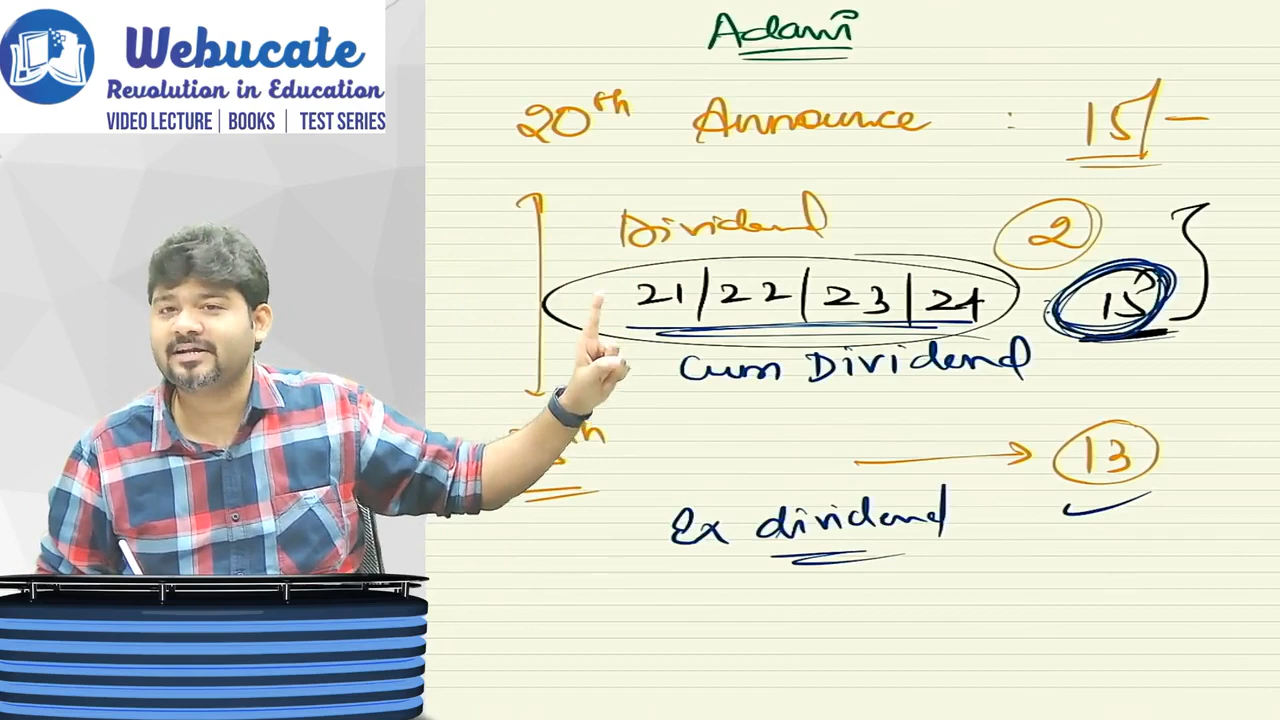 Webucate
Revolution in Education
VIDEO LECTURE | BOOKS | TEST SERIES
Adani
20th Announce : 15/-
Dividend 2
21 | 22 | 23 | 24 15
Cum Dividend
13
Ex dividend